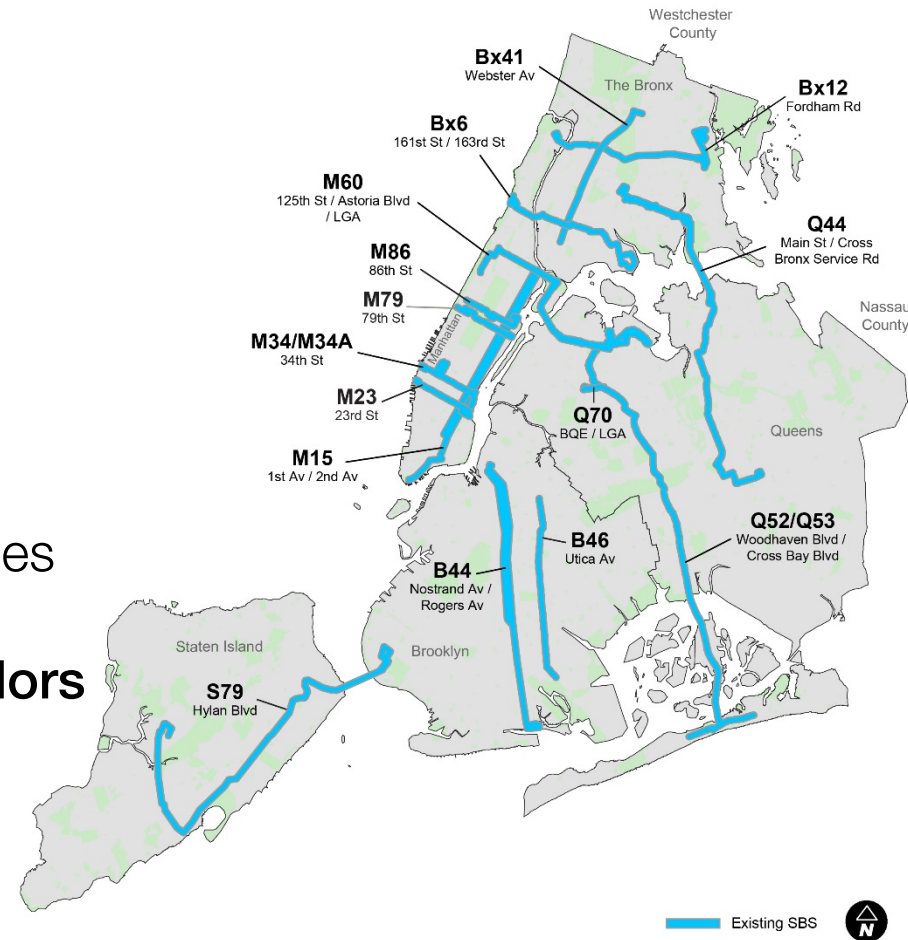 Westchester
County
Bx41
Webster Av
The Bronx
Bx12
Fordham Rd
Bx6
161st St / 163rd St
M60
125th St / Astoria Blvd
/ LGA
Q44
Main St / Cross
Bronx Service Rd
M86
86th St
M79
79th St
Nassau
County
Manhattan
M34/M34A
34th St
M23
23rd St
Q70
BQE / LGA
Queens
M15
1st Av / 2nd Av
Q52/Q53
Woodhaven Blvd /
Cross Bay Blvd
es
B46
Utica Av
B44
Nostrand Av /
Rogers Av
Staten Island
Brooklyn
dors
S79
Hylan Blvd
Existing SBS
N